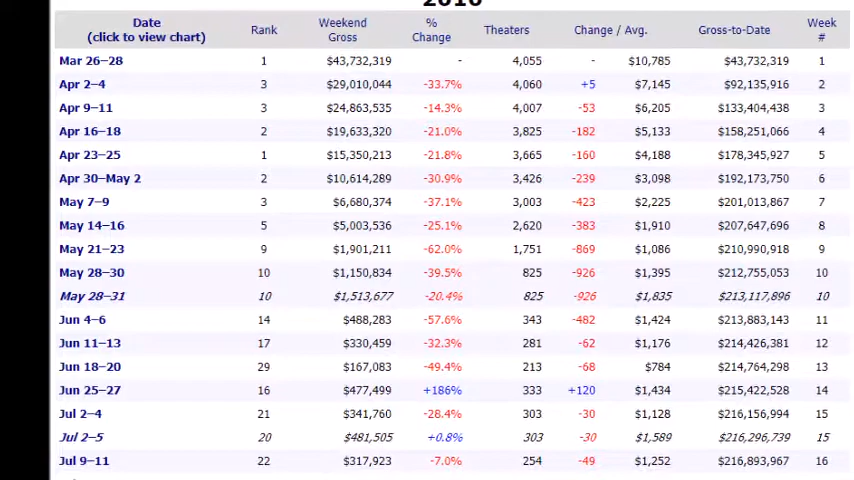 2010
Date (click to view chart) Rank Weekend Gross % Change Theaters Change / Avg. Gross-to-Date Week #
Mar 26–28 1 $43,732,319 - 4,055 - $10,785 $43,732,319 1
Apr 2–4 3 $29,010,044 -33.7% 4,060 +5 $7,145 $92,135,916 2
Apr 9–11 3 $24,863,535 -14.3% 4,007 -53 $6,205 $133,404,438 3
Apr 16–18 2 $19,633,320 -21.0% 3,825 -182 $5,133 $158,251,066 4
Apr 23–25 1 $15,350,213 -21.8% 3,665 -160 $4,188 $178,345,927 5
Apr 30–May 2 2 $10,614,289 -30.9% 3,426 -239 $3,098 $192,173,750 6
May 7–9 3 $6,680,374 -37.1% 3,003 -423 $2,225 $201,013,867 7
May 14–16 5 $5,003,536 -25.1% 2,620 -383 $1,910 $207,647,696 8
May 21–23 9 $1,901,211 -62.0% 1,751 -869 $1,086 $210,990,918 9
May 28–30 10 $1,150,834 -39.5% 825 -926 $1,395 $212,755,053 10
May 28–31 10 $1,513,677 -20.4% 825 -926 $1,835 $213,117,896 10
Jun 4–6 14 $488,283 -57.6% 343 -482 $1,424 $213,883,143 11
Jun 11–13 17 $330,459 -32.3% 281 -62 $1,176 $214,426,381 12
Jun 18–20 29 $167,083 -49.4% 213 -68 $784 $214,764,298 13
Jun 25–27 16 $477,499 +186% 333 +120 $1,434 $215,422,528 14
Jul 2–4 21 $341,760 -28.4% 303 -30 $1,128 $216,156,994 15
Jul 2–5 20 $481,505 +0.8% 303 -30 $1,589 $216,296,739 15
Jul 9–11 22 $317,923 -7.0% 254 -49 $1,252 $216,893,967 16